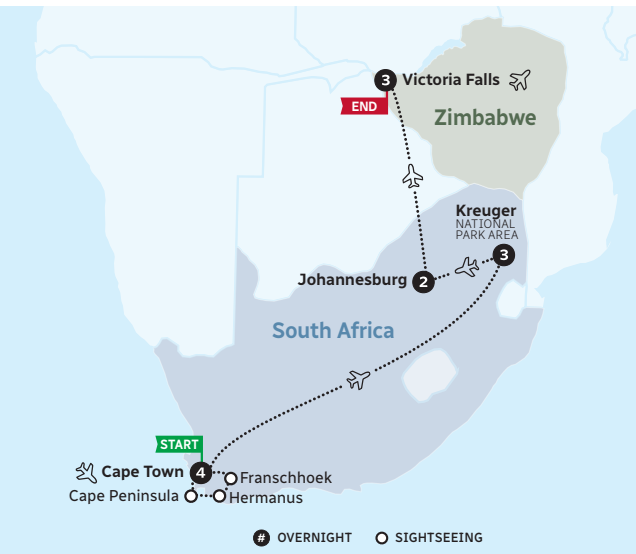 3 Victoria Falls
END
Zimbabwe
Kreuger
NATIONAL
PARK AREA
3
Johannesburg 2
South Africa
START
Cape Town 4
Franschhoek
Cape Peninsula
Hermanus
# OVERNIGHT
SIGHTSEEING